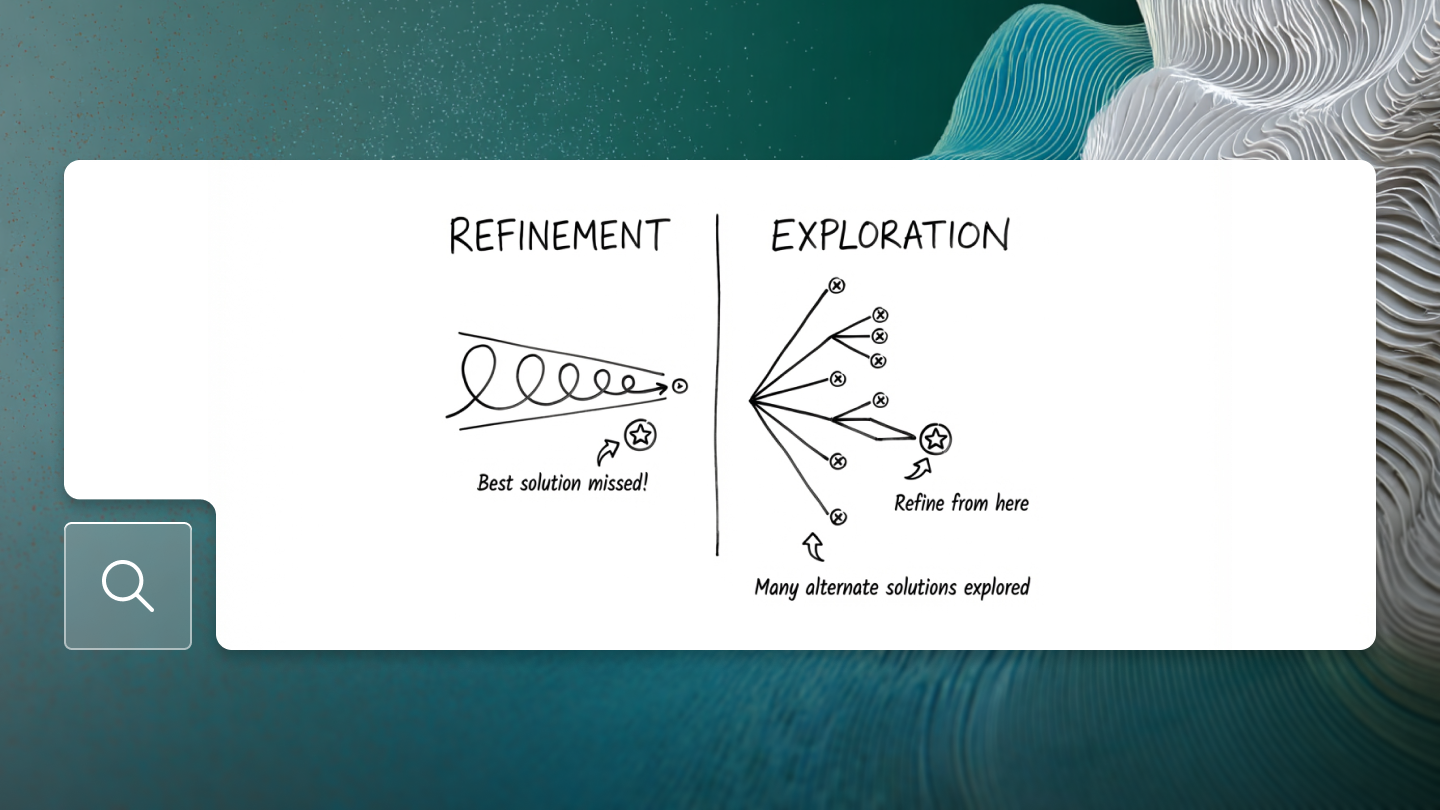 REFINEMENT
Best solution missed!
EXPLORATION
Refine from here
Many alternate solutions explored